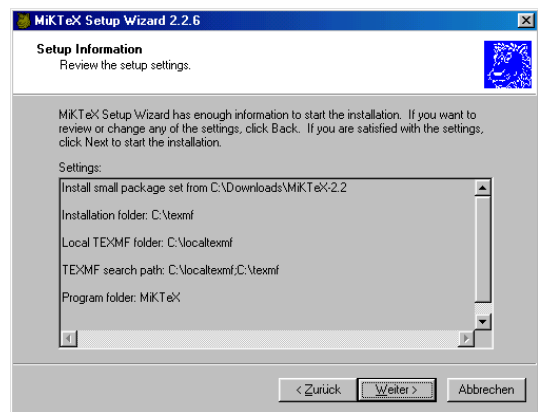 MiKTeX Setup Wizard 2.2.6
Setup Information
Review the setup settings.
MiKTeX Setup Wizard has enough information to start the installation. If you want to
review or change any of the settings, click Back. If you are satisfied with the settings,
click Next to start the installation.
Settings:
Install small package set from C:\Downloads\MiKTeX-2.2
Installation folder: C:\texmf
Local TEXMF folder: C:\localtexmf
TEXMF search path: C:\localtexmf;C:\texmf
Program folder: MiKTeX
< Zurück Weiter > Abbrechen